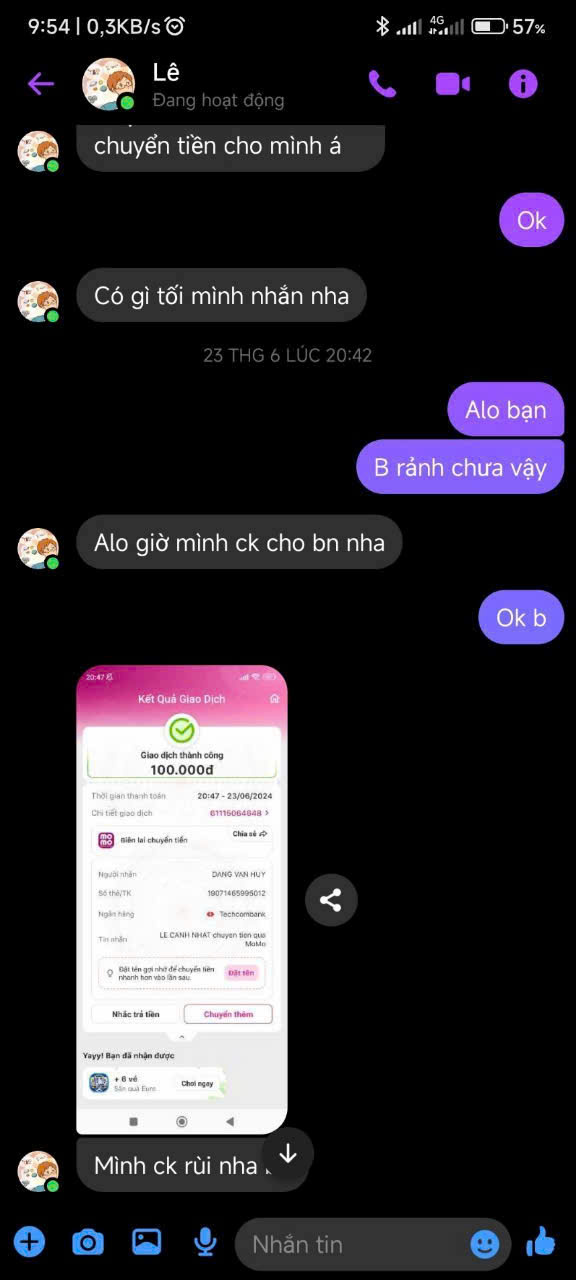 9:54 | 0,3KB/s
4G
57%
Lê
Đang hoạt động
chuyển tiền cho mình á
Ok
Có gì tối mình nhắn nha
23 THG 6 LÚC 20:42
Alo bạn
B rảnh chưa vậy
Alo giờ mình ck cho bn nha
Ok b
20:47
Kết Quả Giao Dịch
Giao dịch thành công
100.000đ
Thời gian thanh toán 20:47 - 23/06/2024
Chi tiết giao dịch 61115064848 >
mo mo Biên lai chuyển tiền Chia sẻ
Người nhận DANG VAN HUY
Số thẻ/TK 19071465995012
Ngân hàng Techcombank
Tin nhắn LE CANH NHAT chuyen tien qua
MoMo
Đặt tên gợi nhớ để chuyển tiền
nhanh hơn vào lần sau.
Đặt tên
Nhắc trả tiền Chuyển thêm
Yayy! Bạn đã nhận được
+ 6 vé
Săn quà Euro
Chơi ngay
Mình ck rùi nha
Nhắn tin